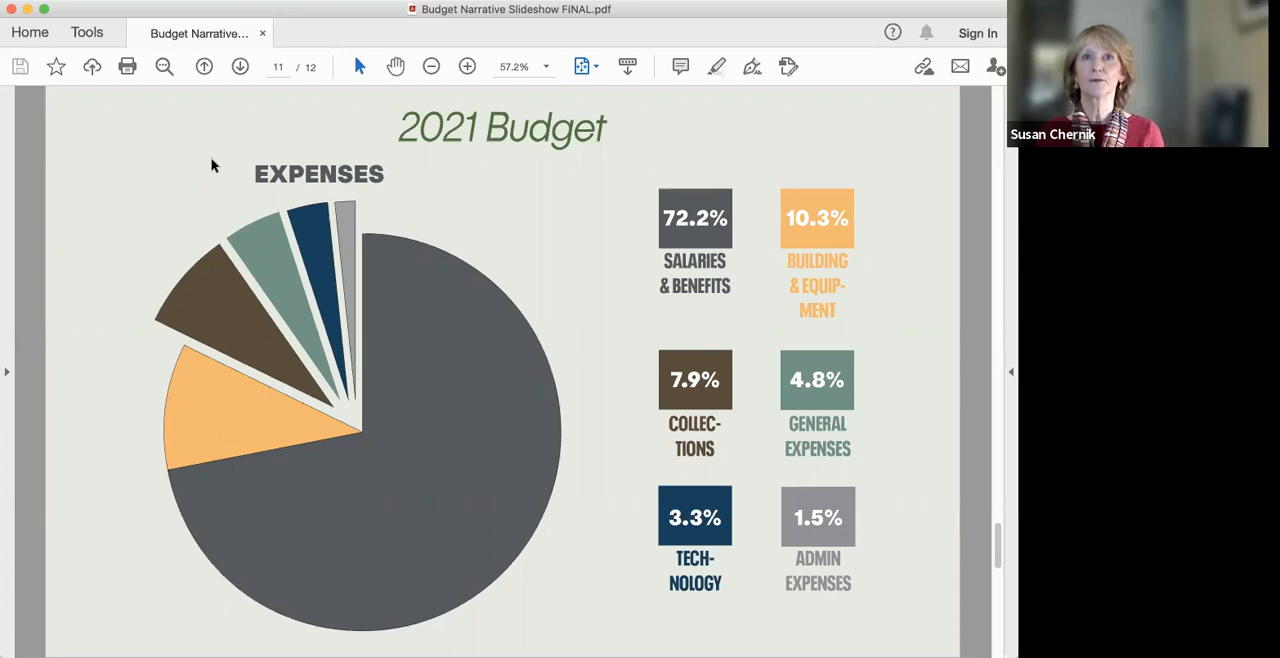 Budget Narrative Slideshow FINAL.pdf
Home
Tools
Budget Narrative...
×
Sign In
11 / 12
57.2%
Susan Chernik
2021 Budget
EXPENSES
72.2%
SALARIES
& BENEFITS
10.3%
BUILDING
& EQUIP-
MENT
7.9%
COLLEC-
TIONS
4.8%
GENERAL
EXPENSES
3.3%
TECH-
NOLOGY
1.5%
ADMIN
EXPENSES